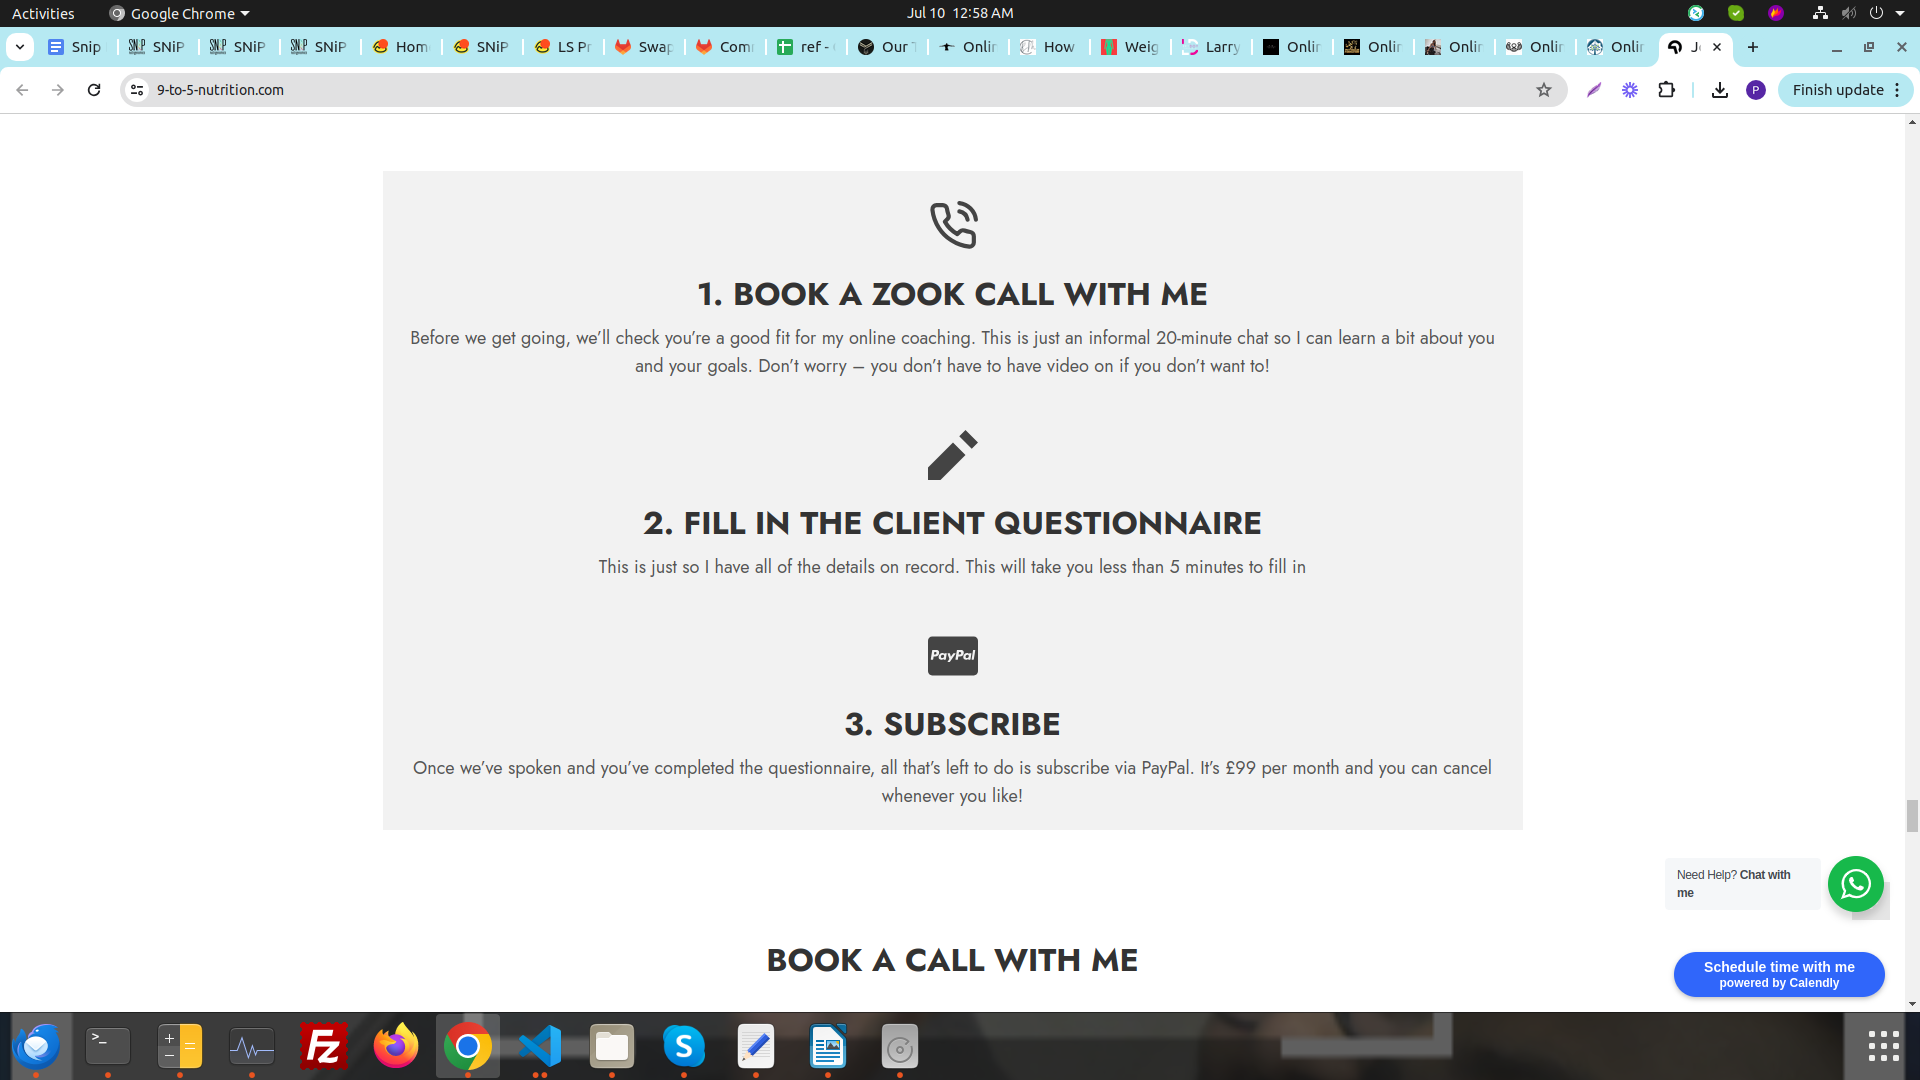 Activities
Google Chrome
Jul 10 12:58 AM
Snip
SNiP
SNiP
SNiP
Hom
SNiP
LS Pr
Swap
Com
ref -
Our
Onlin
How
Weig
Larry
Onlin
Onlin
Onlin
Onlin
Onlin
9-to-5-nutrition.com
P
Finish update
1. BOOK A ZOOK CALL WITH ME
Before we get going, we'll check you're a good fit for my online coaching. This is just an informal 20-minute chat so I can learn a bit about you
and your goals. Don't worry – you don't have to have video on if you don't want to!
2. FILL IN THE CLIENT QUESTIONNAIRE
This is just so I have all of the details on record. This will take you less than 5 minutes to fill in
PayPal
3. SUBSCRIBE
Once we've spoken and you've completed the questionnaire, all that's left to do is subscribe via PayPal. It's £99 per month and you can cancel
whenever you like!
Need Help? Chat with
me
BOOK A CALL WITH ME
Schedule time with me
powered by Calendly